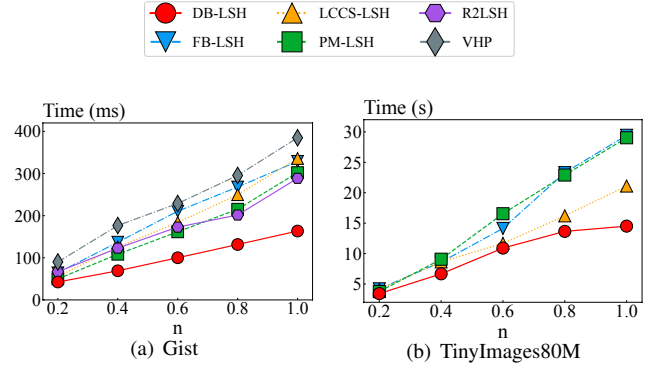 DB-LSH LCCS-LSH R2LSH
FB-LSH PM-LSH VHP
Time (ms)
400
300
200
100
0
0.2 0.4 0.6 0.8 1.0
n
(a) Gist
Time (s)
30
25
20
15
10
5
0.2 0.4 0.6 0.8 1.0
n
(b) TinyImages80M